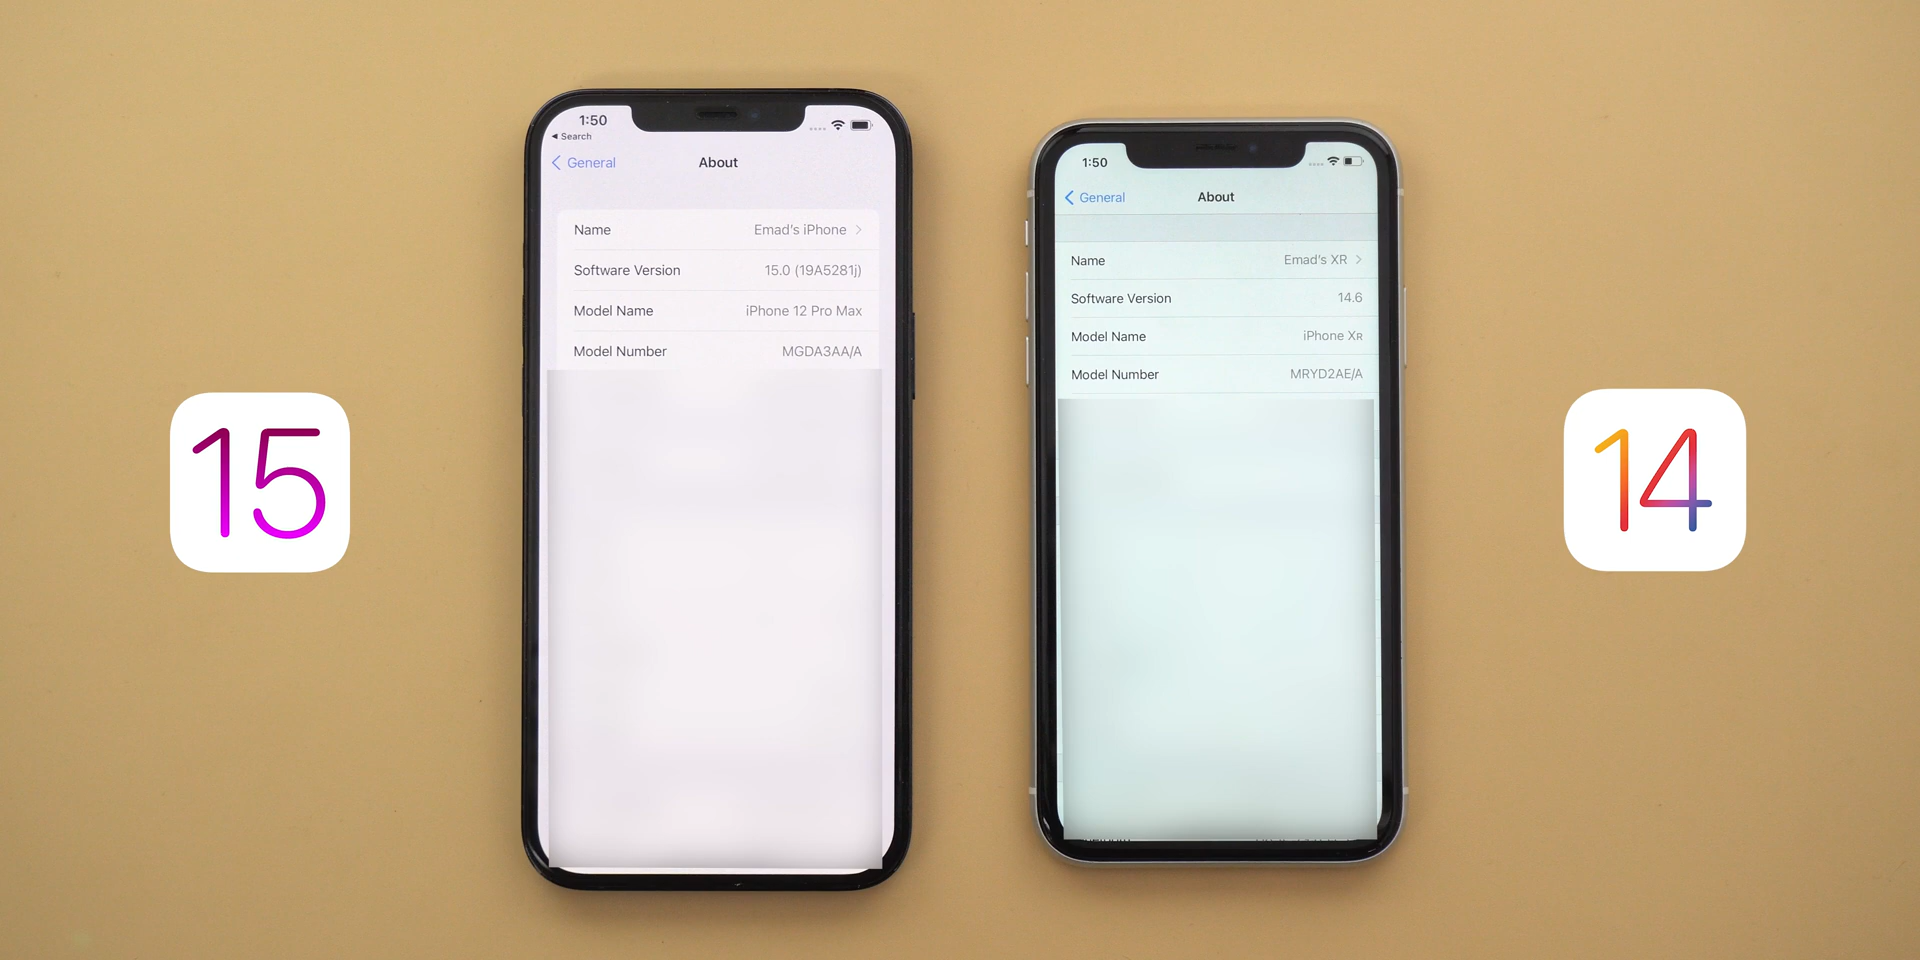 15
1:50
◄ Search
General
About
Name Emad's iPhone
Software Version 15.0 (19A5281j)
Model Name iPhone 12 Pro Max
Model Number MGDA3AA/A
1:50
General
About
Name Emad's XR
Software Version 14.6
Model Name iPhone XR
Model Number MRYD2AE/A
14